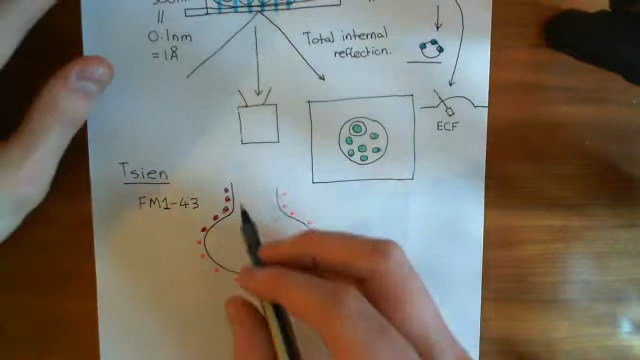 ||
0.1nm
= 1Å
Total internal
reflection.
ECF
Tsien
FM1-43